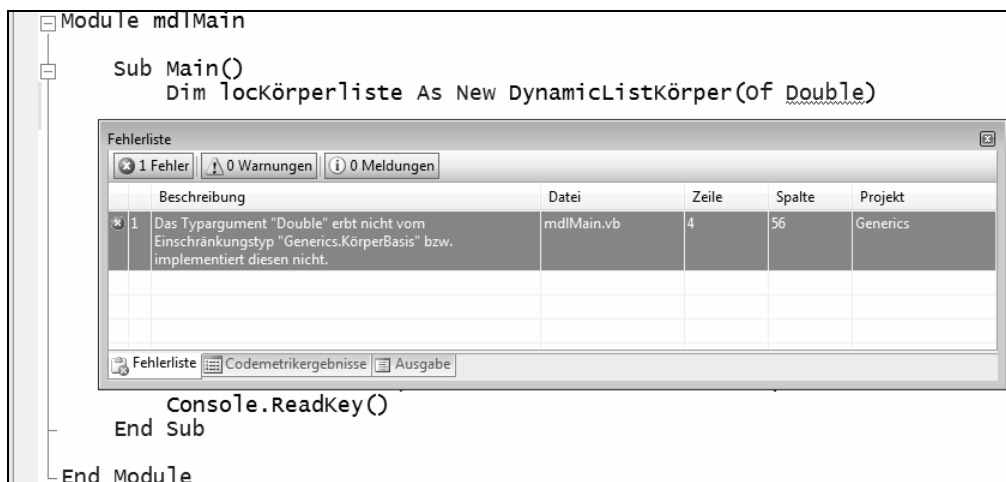 Module mdlMain
Sub Main()
Dim locKörperliste As New DynamicListKörper(Of Double)
Fehlerliste
1 Fehler 0 Warnungen 0 Meldungen
Beschreibung Datei Zeile Spalte Projekt
1 Das Typargument "Double" erbt nicht vom mdlMain.vb 4 56 Generics
Einschränkungstyp "Generics.KörperBasis" bzw.
implementiert diesen nicht.
Fehlerliste Codemetrikergebnisse Ausgabe
Console.ReadKey()
End Sub
End Module